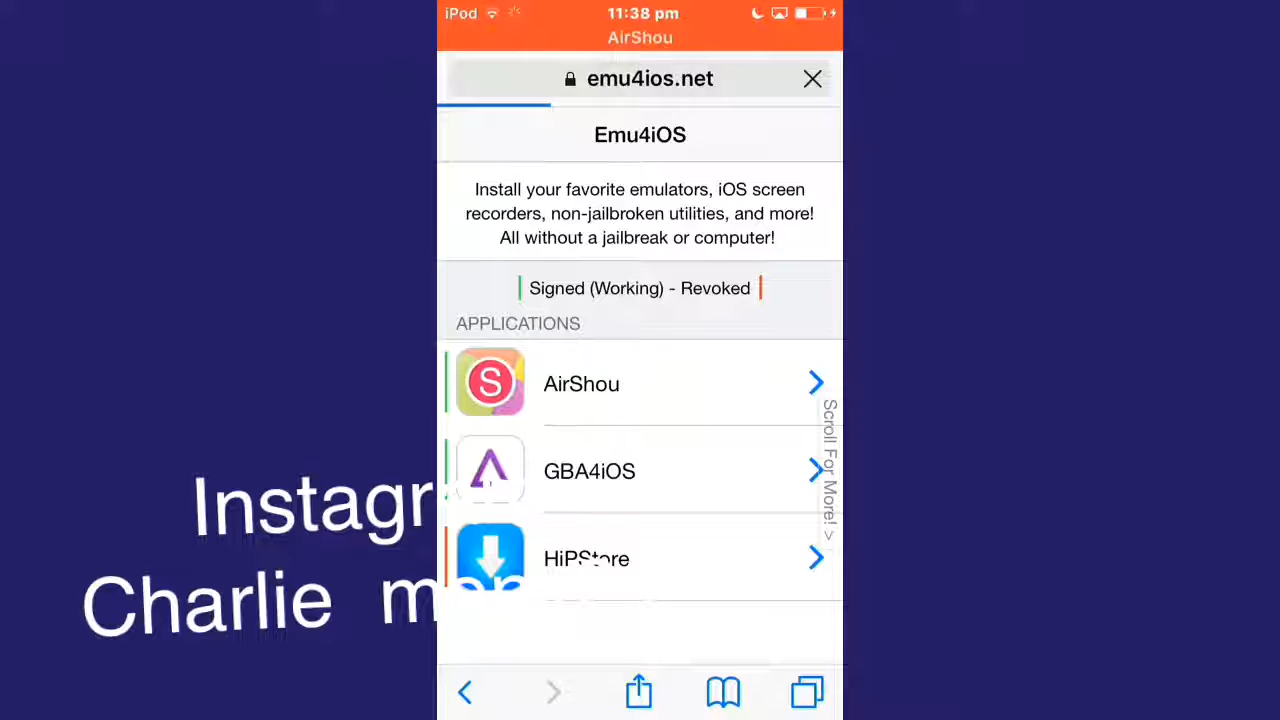 iPod 11:38 pm
AirShou
emu4ios.net
Emu4iOS
Install your favorite emulators, iOS screen
recorders, non-jailbroken utilities, and more!
All without a jailbreak or computer!
Signed (Working) - Revoked
APPLICATIONS
S AirShou
GBA4iOS
HiPStore
Scroll For More! >
Charlie